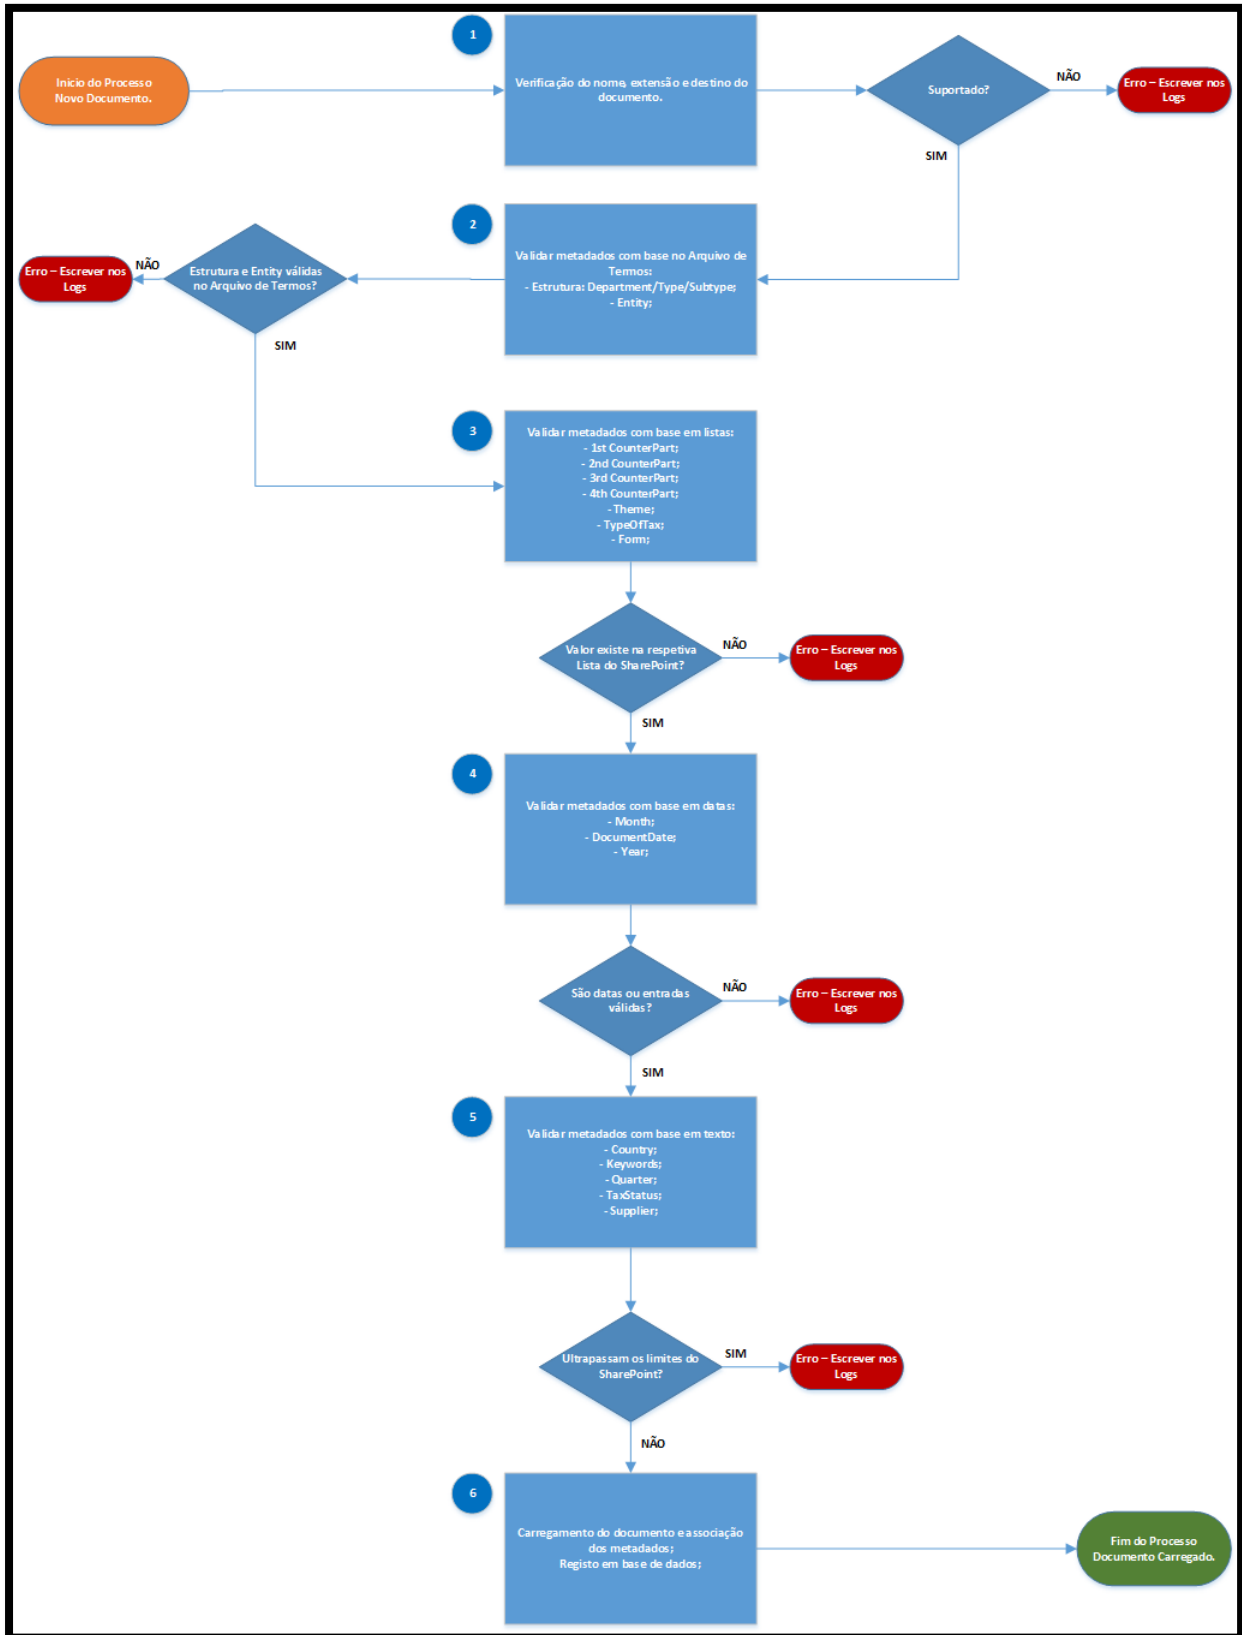 1
Inicio do Processo
Novo Documento.
Verificação do nome, extensão e destino do
documento.
Suportado?
NÃO
Erro – Escrever nos
Logs
SIM
2
Validar metadados com base no Arquivo de
Termos:
- Estrutura: Department/Type/Subtype;
- Entity;
Estrutura e Entity válidas
no Arquivo de Termos?
NÃO
Erro – Escrever nos
Logs
SIM
3
Validar metadados com base em listas:
- 1st CounterPart;
- 2nd CounterPart;
- 3rd CounterPart;
- 4th CounterPart;
- Theme;
- TypeOfTax;
- Form;
Valor existe na respetiva
Lista do SharePoint?
NÃO
Erro – Escrever nos
Logs
SIM
4
Validar metadados com base em datas:
- Month;
- DocumentDate;
- Year;
São datas ou entradas
válidas?
NÃO
Erro – Escrever nos
Logs
SIM
5
Validar metadados com base em texto:
- Country;
- Keywords;
- Quarter;
- TaxStatus;
- Supplier;
Ultrapassam os limites do
SharePoint?
SIM
Erro – Escrever nos
Logs
NÃO
6
Carregamento do documento e associação
dos metadados;
Registo em base de dados;
Fim do Processo
Documento Carregado.